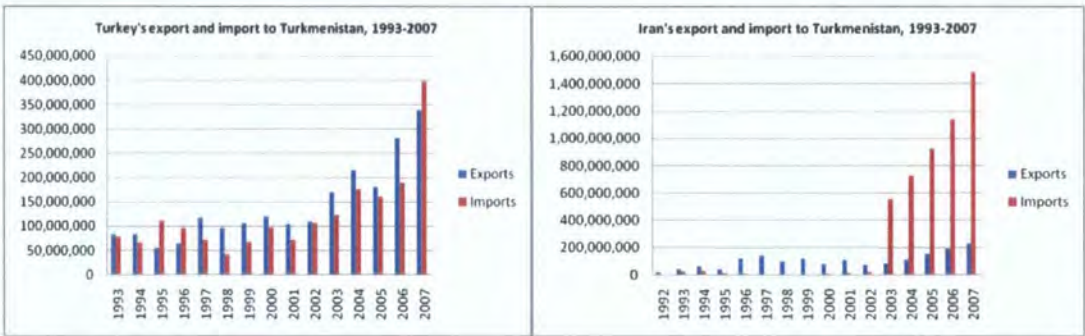 Turkey's export and import to Turkmenistan, 1993-2007
450,000,000
400,000,000
350,000,000
300,000,000
250,000,000
200,000,000
150,000,000
100,000,000
50,000,000
0
Exports
Imports
1993 1994 1995 1996 1997 1998 1999 2000 2001 2002 2003 2004 2005 2006 2007
Iran's export and import to Turkmenistan, 1993-2007
1,600,000,000
1,400,000,000
1,200,000,000
1,000,000,000
800,000,000
600,000,000
400,000,000
200,000,000
0
Exports
Imports
1992 1993 1994 1995 1996 1997 1998 1999 2000 2001 2002 2003 2004 2005 2006 2007